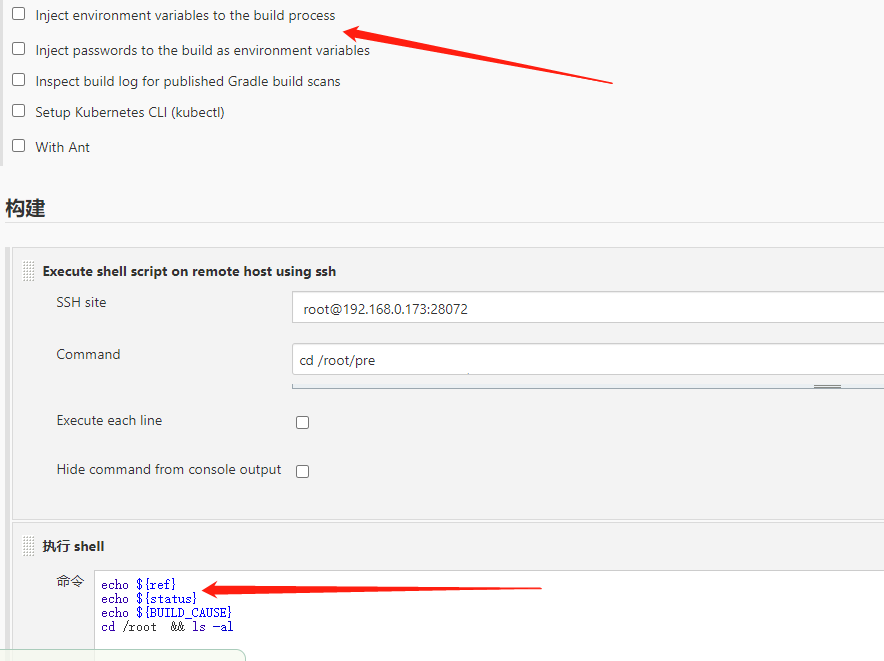 Inject environment variables to the build process
Inject passwords to the build as environment variables
Inspect build log for published Gradle build scans
Setup Kubernetes CLI (kubectl)
With Ant
构建
Execute shell script on remote host using ssh
SSH site
root@192.168.0.173:28072
Command
cd /root/pre
Execute each line
Hide command from console output
执行 shell
命令
echo ${ref}
echo ${status}
echo ${BUILD_CAUSE}
cd /root  && ls -al